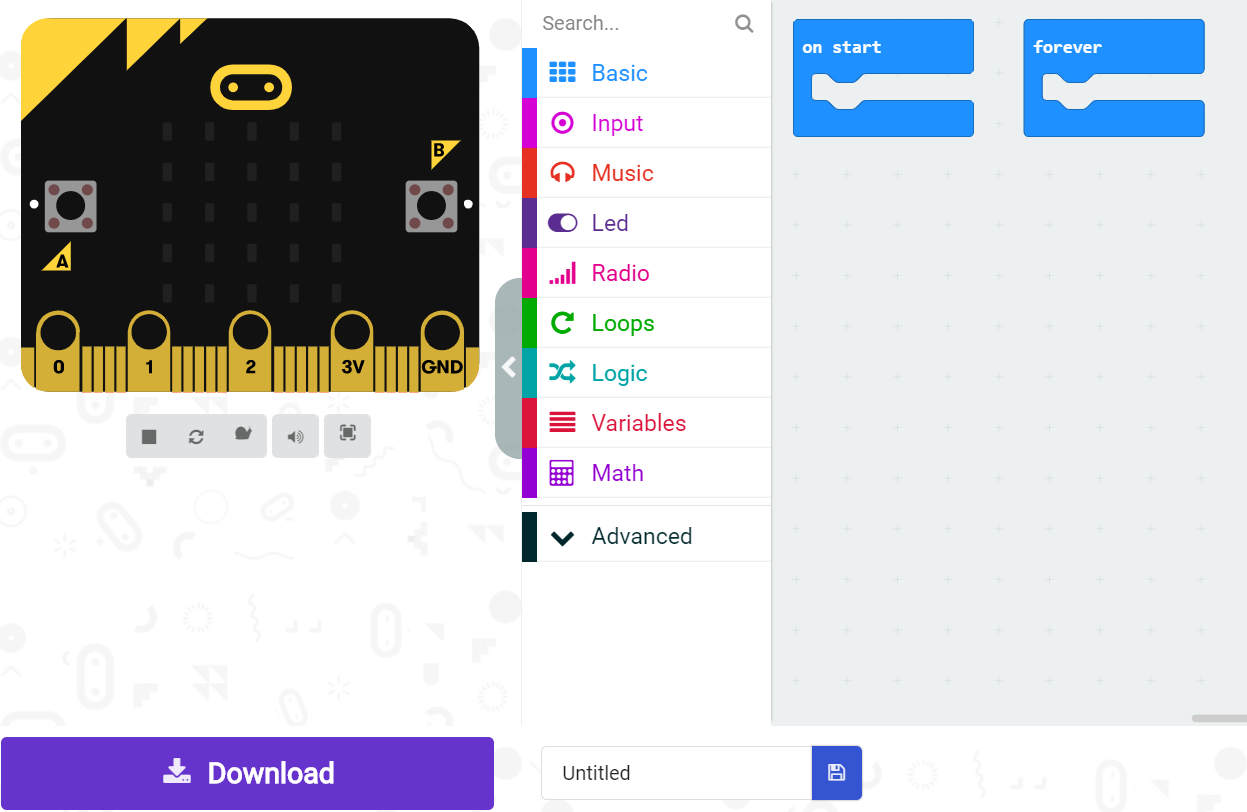 B
A
0
1
2
3V
GND
Search...
Basic
Input
Music
Led
Radio
Loops
Logic
Variables
Math
Advanced
on start
forever
Download
Untitled